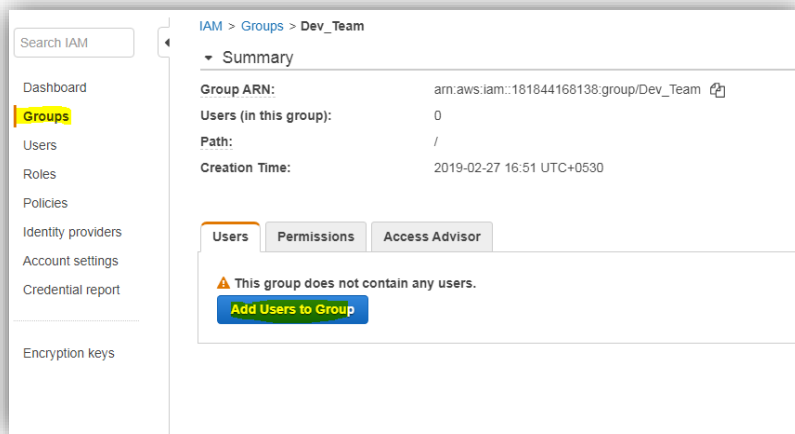 IAM > Groups > Dev_Team
Search IAM
Summary
Dashboard
Groups
Users
Roles
Policies
Identity providers
Account settings
Credential report
Encryption keys
Group ARN: arn:aws:iam::181844168138:group/Dev_Team
Users (in this group): 0
Path: /
Creation Time: 2019-02-27 16:51 UTC+0530
Users Permissions Access Advisor
This group does not contain any users.
Add Users to Group